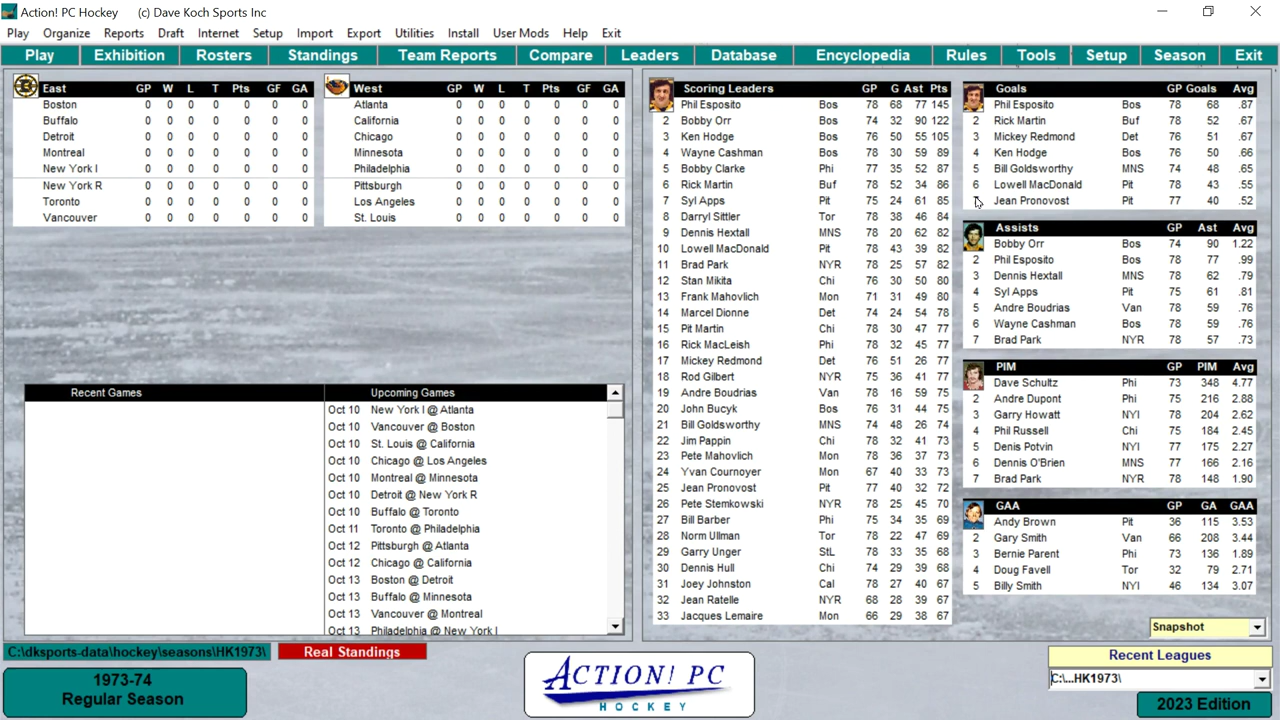 Action! PC Hockey (c) Dave Koch Sports Inc
Play Organize Reports Draft Internet Setup Import Export Utilities Install User Mods Help Exit
Play Exhibition Rosters Standings Team Reports Compare Leaders Database Encyclopedia Rules Tools Setup Season Exit
East GP W L T Pts GF GA
Boston 0 0 0 0 0 0 0
Buffalo 0 0 0 0 0 0 0
Detroit 0 0 0 0 0 0 0
Montreal 0 0 0 0 0 0 0
New York I 0 0 0 0 0 0 0
New York R 0 0 0 0 0 0 0
Toronto 0 0 0 0 0 0 0
Vancouver 0 0 0 0 0 0 0
West GP W L T Pts GF GA
Atlanta 0 0 0 0 0 0 0
California 0 0 0 0 0 0 0
Chicago 0 0 0 0 0 0 0
Minnesota 0 0 0 0 0 0 0
Philadelphia 0 0 0 0 0 0 0
Pittsburgh 0 0 0 0 0 0 0
Los Angeles 0 0 0 0 0 0 0
St. Louis 0 0 0 0 0 0 0
Recent Games
Upcoming Games
Oct 10 New York I @ Atlanta
Oct 10 Vancouver @ Boston
Oct 10 St. Louis @ California
Oct 10 Chicago @ Los Angeles
Oct 10 Montreal @ Minnesota
Oct 10 Detroit @ New York R
Oct 10 Buffalo @ Toronto
Oct 11 Toronto @ Philadelphia
Oct 12 Pittsburgh @ Atlanta
Oct 12 Chicago @ California
Oct 13 Boston @ Detroit
Oct 13 Buffalo @ Minnesota
Oct 13 Vancouver @ Montreal
Oct 13 Philadelphia @ New York I
Scoring Leaders GP G Ast Pts
Phil Esposito Bos 78 68 77 145
2 Bobby Orr Bos 74 32 90 122
3 Ken Hodge Bos 76 50 55 105
4 Wayne Cashman Bos 78 30 59 89
5 Bobby Clarke Phi 77 35 52 87
6 Rick Martin Buf 78 52 34 86
7 Syl Apps Pit 75 24 61 85
8 Darryl Sittler Tor 78 38 46 84
9 Dennis Hextall MNS 78 20 62 82
10 Lowell MacDonald Pit 78 43 39 82
11 Brad Park NYR 78 25 57 82
12 Stan Mikita Chi 76 30 50 80
13 Frank Mahovlich Mon 71 31 49 80
14 Marcel Dionne Det 74 24 54 78
15 Pit Martin Chi 78 30 47 77
16 Rick MacLeish Phi 78 32 45 77
17 Mickey Redmond Det 76 51 26 77
18 Rod Gilbert NYR 75 36 41 77
19 Andre Boudrias Van 78 16 59 75
20 John Bucyk Bos 76 31 44 75
21 Bill Goldsworthy MNS 74 48 26 74
22 Jim Pappin Chi 78 32 41 73
23 Pete Mahovlich Mon 78 36 37 73
24 Yvan Cournoyer Mon 67 40 33 73
25 Jean Pronovost Pit 77 40 32 72
26 Pete Stemkowski NYR 78 25 45 70
27 Bill Barber Phi 75 34 35 69
28 Norm Ullman Tor 78 22 47 69
29 Garry Unger StL 78 33 35 68
30 Dennis Hull Chi 74 29 39 68
31 Joey Johnston Cal 78 27 40 67
32 Jean Ratelle NYR 68 28 39 67
33 Jacques Lemaire Mon 66 29 38 67
Goals GP Goals Avg
Phil Esposito Bos 78 68 .87
2 Rick Martin Buf 78 52 .67
3 Mickey Redmond Det 76 51 .67
4 Ken Hodge Bos 76 50 .66
5 Bill Goldsworthy MNS 74 48 .65
6 Lowell MacDonald Pit 78 43 .55
7 Jean Pronovost Pit 77 40 .52
Assists GP Ast Avg
Bobby Orr Bos 74 90 1.22
2 Phil Esposito Bos 78 77 .99
3 Dennis Hextall MNS 78 62 .79
4 Syl Apps Pit 75 61 .81
5 Andre Boudrias Van 78 59 .76
6 Wayne Cashman Bos 78 59 .76
7 Brad Park NYR 78 57 .73
PIM GP PIM Avg
Dave Schultz Phi 73 348 4.77
2 Andre Dupont Phi 75 216 2.88
3 Garry Howatt NYI 78 204 2.62
4 Phil Russell Chi 75 184 2.45
5 Denis Potvin NYI 77 175 2.27
6 Dennis O'Brien MNS 77 166 2.16
7 Brad Park NYR 78 148 1.90
GAA GP GA GAA
Andy Brown Pit 36 115 3.53
2 Gary Smith Van 66 208 3.44
3 Bernie Parent Phi 73 136 1.89
4 Doug Favell Tor 32 79 2.71
5 Billy Smith NYI 46 134 3.07
Snapshot
C:\dksports-data\hockey\seasons\HK1973\ Real Standings
1973-74
Regular Season
ACTION! PC
HOCKEY
Recent Leagues
C:\...HK1973\
2023 Edition